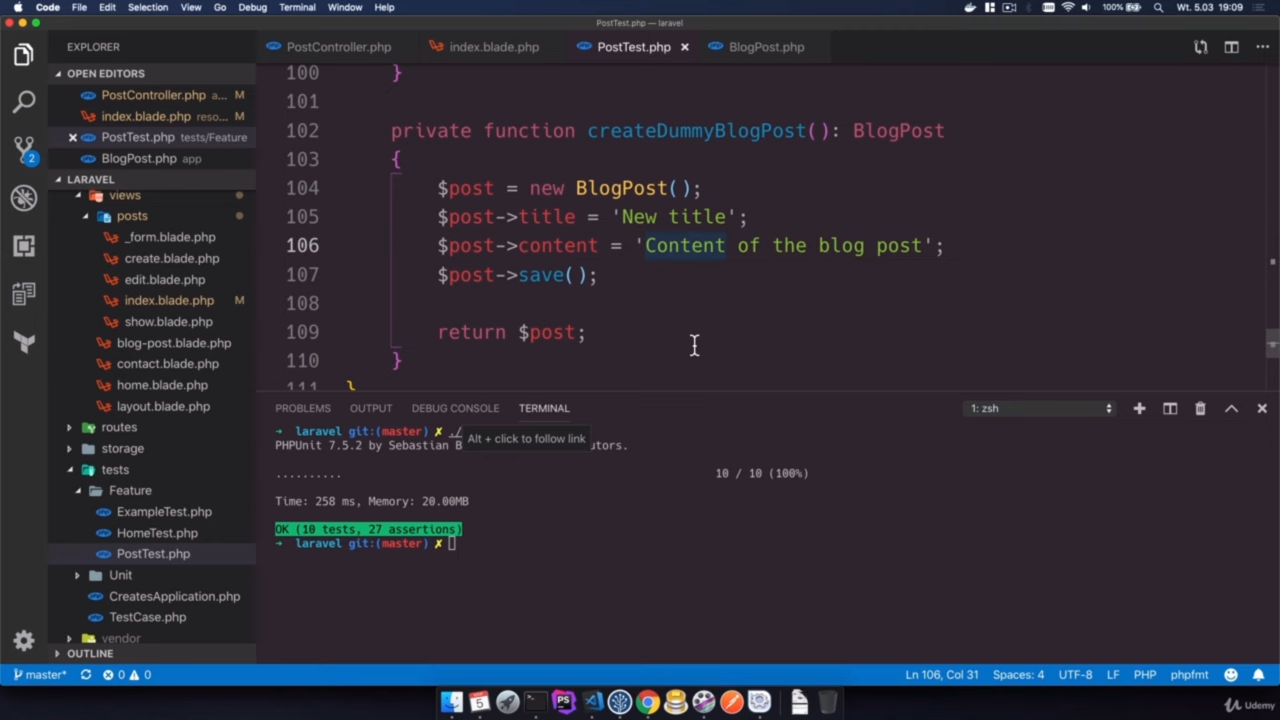 Code File Edit Selection View Go Debug Terminal Window Help 100% Wt. 5.03 19:09
PostTest.php — laravel
EXPLORER
PostController.php index.blade.php PostTest.php × BlogPost.php
OPEN EDITORS
PostController.php a... M
index.blade.php reso... M
× PostTest.php tests/Feature
BlogPost.php app
LARAVEL
views
posts
_form.blade.php
create.blade.php
edit.blade.php
index.blade.php M
show.blade.php
blog-post.blade.php
contact.blade.php
home.blade.php
layout.blade.php
routes
storage
tests
Feature
ExampleTest.php
HomeTest.php
PostTest.php
Unit
CreatesApplication.php
TestCase.php
vendor
OUTLINE
2
100 }
101
102 private function createDummyBlogPost(): BlogPost
103 {
104 $post = new BlogPost();
105 $post->title = 'New title';
106 $post->content = 'Content of the blog post';
107 $post->save();
108
109 return $post;
110 }
111 }
PROBLEMS OUTPUT DEBUG CONSOLE TERMINAL 1: zsh
→ laravel git:(master) ✗ ./
Alt + click to follow link
PHPUnit 7.5.2 by Sebastian B utors.
.......... 10 / 10 (100%)
Time: 258 ms, Memory: 20.00MB
OK (10 tests, 27 assertions)
→ laravel git:(master) ✗
master* 0 0 Ln 106, Col 31 Spaces: 4 UTF-8 LF PHP phpfmt
5 PS
Udemy